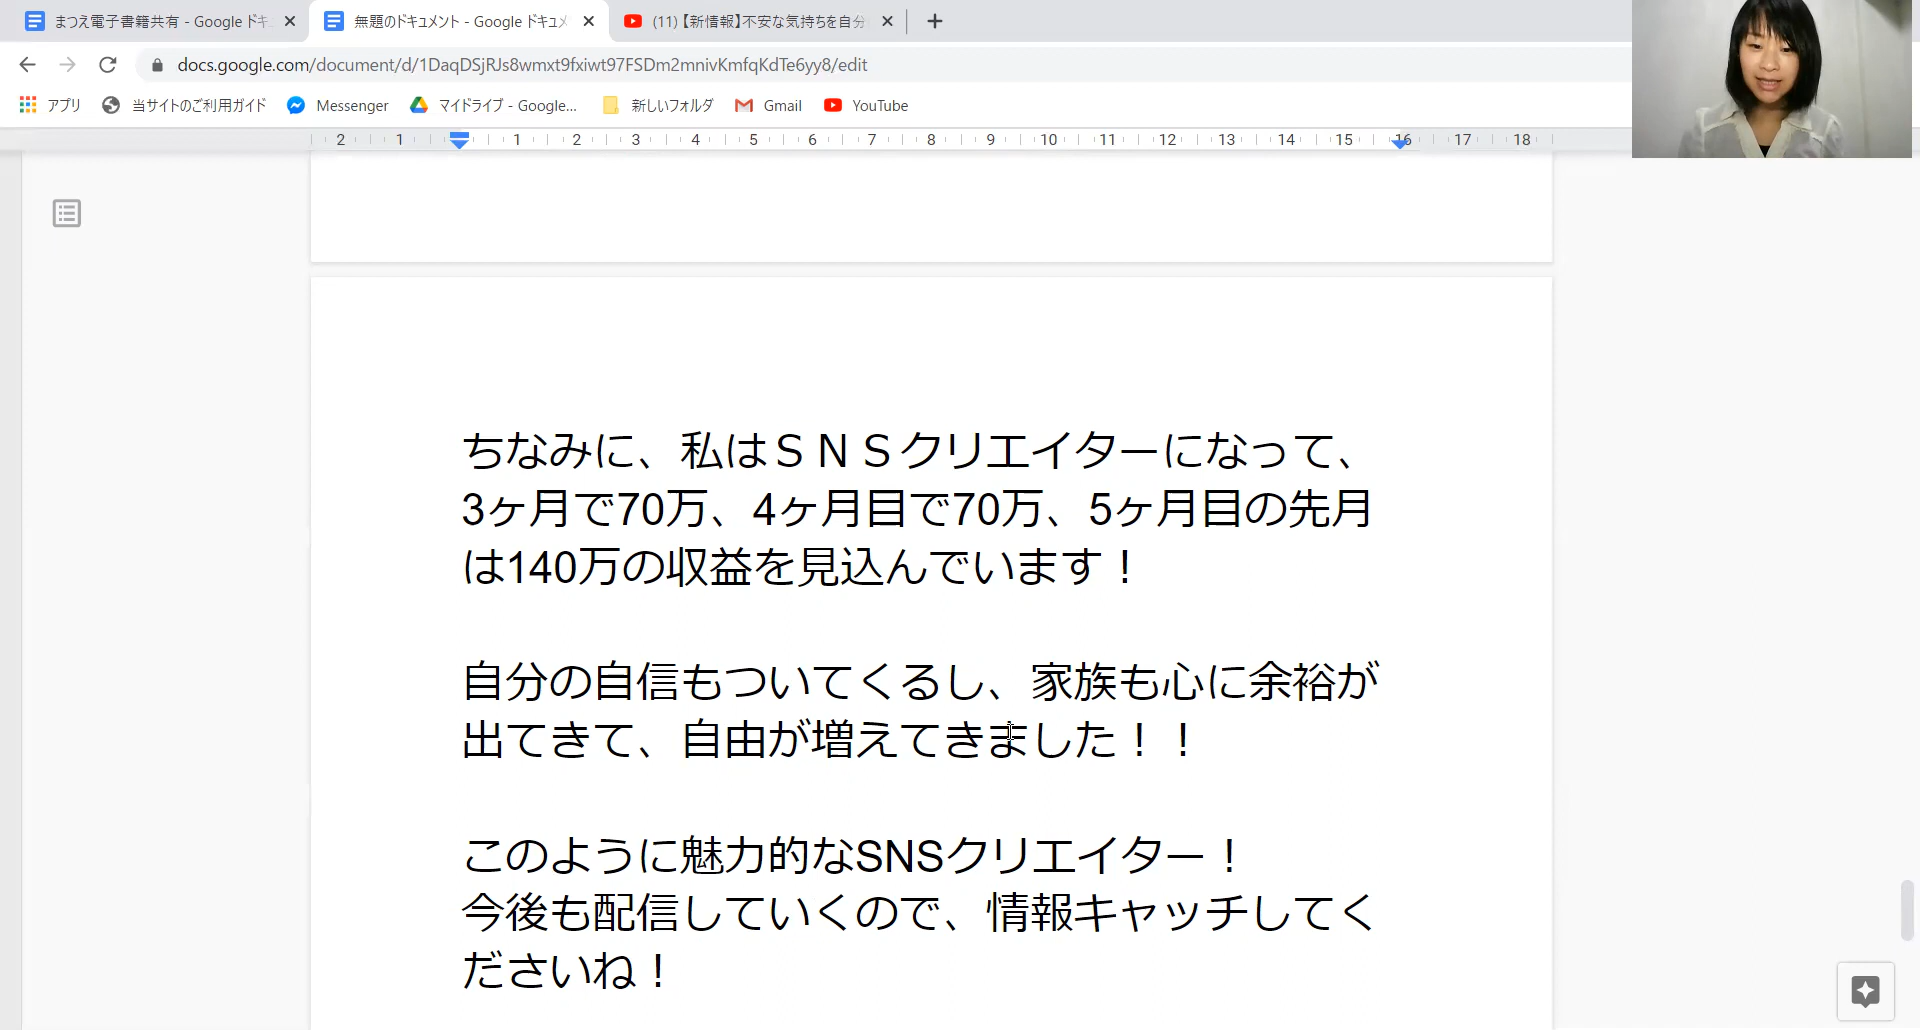 まつえ電子書籍共有 - Google ドキ
無題のドキュメント - Google ドキュメ
(11)【新情報】不安な気持ちを自分
docs.google.com/document/d/1DaqDSjRJs8wmxt9fxiwt97FSDm2mnivKmfqKdTe6yy8/edit
アプリ 当サイトのご利用ガイド Messenger マイドライブ - Google... 新しいフォルダ Gmail YouTube
2 1 1 2 3 4 5 6 7 8 9 10 11 12 13 14 15 16 17 18
ちなみに、私はＳＮＳクリエイターになって、
3ヶ月で70万、4ヶ月目で70万、5ヶ月目の先月
は140万の収益を見込んでいます！
自分の自信もついてくるし、家族も心に余裕が
出てきて、自由が増えてきました！！
このように魅力的なSNSクリエイター！
今後も配信していくので、情報キャッチしてく
ださいね！